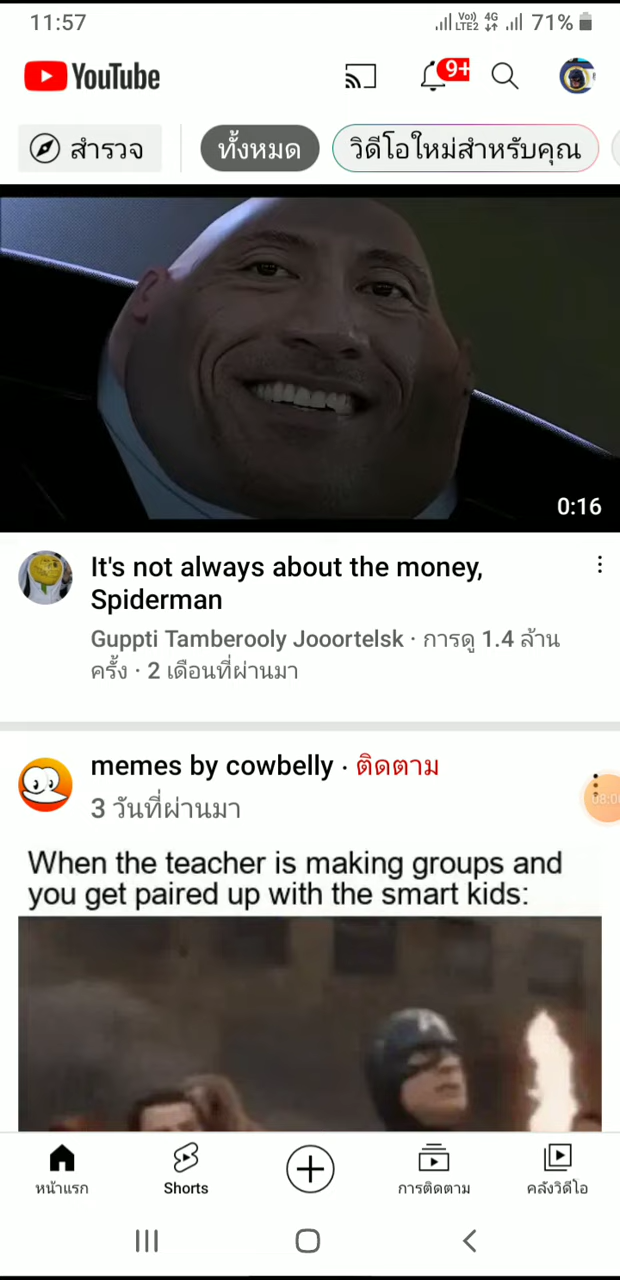 11:57 Vo)) LTE2 4G 71%
YouTube 9+
สำรวจ ทั้งหมด วิดีโอใหม่สำหรับคุณ
0:16
It's not always about the money,
Spiderman
Guppti Tamberooly Jooortelsk · การดู 1.4 ล้าน
ครั้ง · 2 เดือนที่ผ่านมา
memes by cowbelly · ติดตาม
3 วันที่ผ่านมา
When the teacher is making groups and
you get paired up with the smart kids:
A
หน้าแรก Shorts การติดตาม คลังวิดีโอ